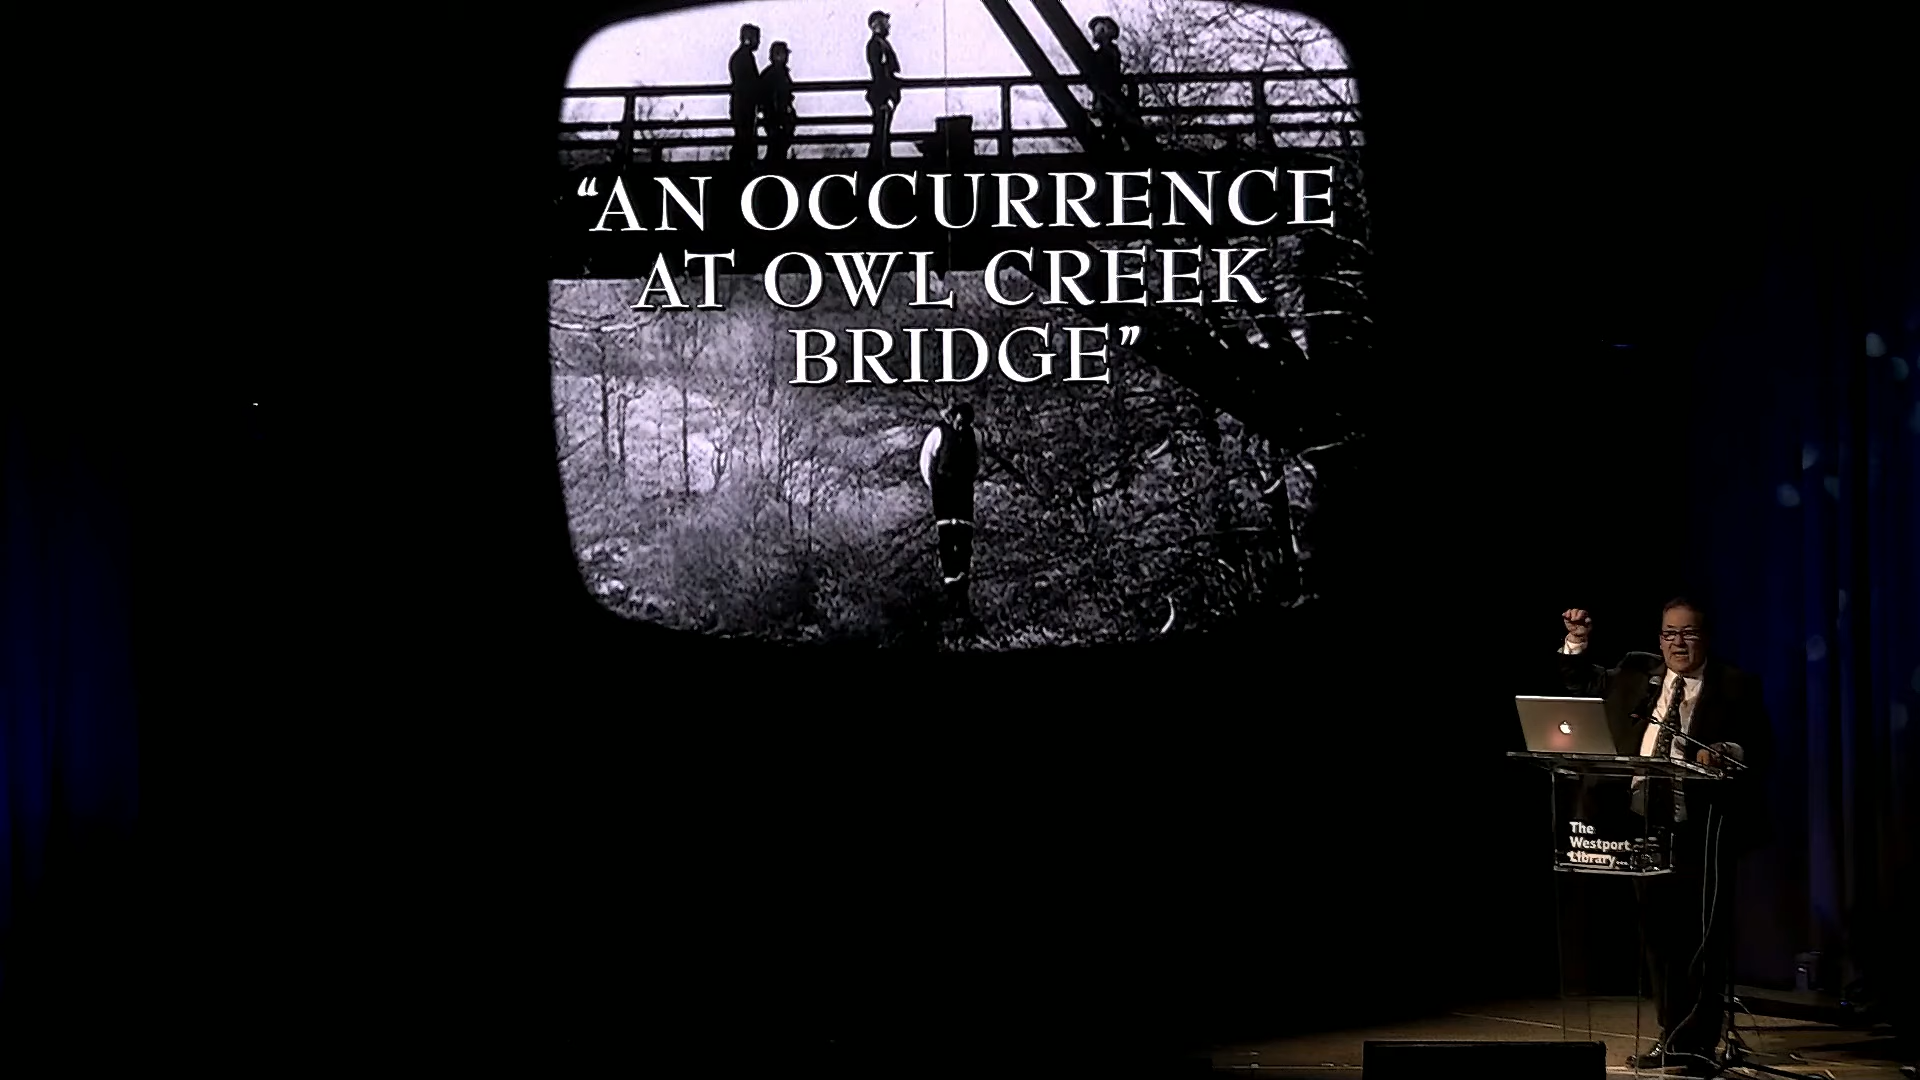 “AN OCCURRENCE
AT OWL CREEK
BRIDGE”
The
Westport
Library...